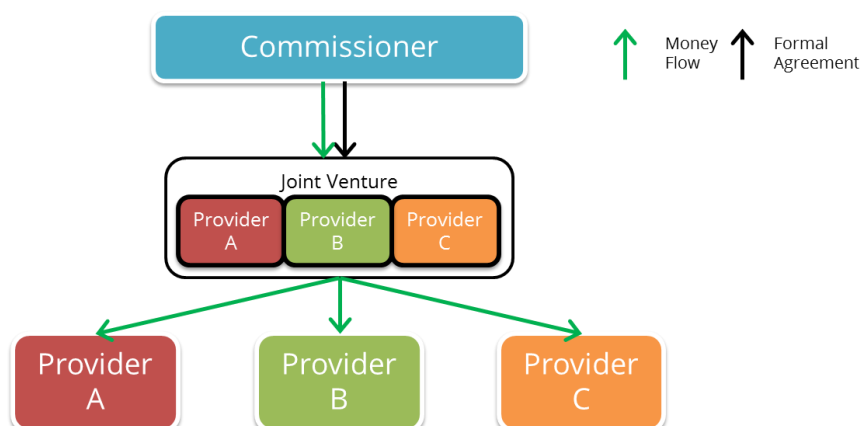 Commissioner
Money
Flow
Formal
Agreement
Joint Venture
Provider
A
Provider
B
Provider
C
Provider
A
Provider
B
Provider
C